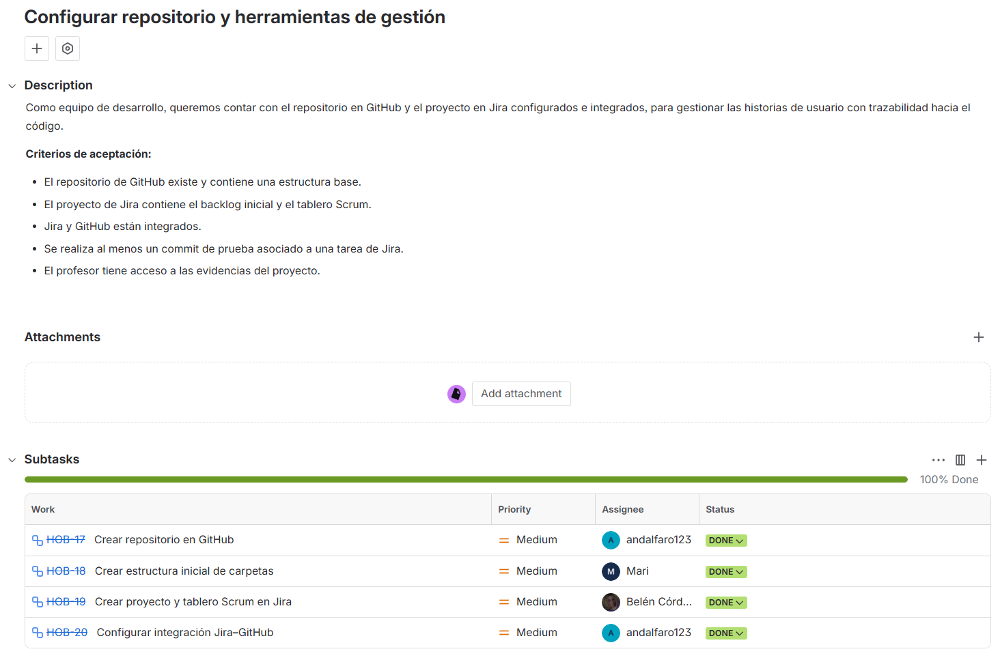 Configurar repositorio y herramientas de gestión
Description
Como equipo de desarrollo, queremos contar con el repositorio en GitHub y el proyecto en Jira configurados e integrados, para gestionar las historias de usuario con trazabilidad hacia el
código.
Criterios de aceptación:
• El repositorio de GitHub existe y contiene una estructura base.
• El proyecto de Jira contiene el backlog inicial y el tablero Scrum.
• Jira y GitHub están integrados.
• Se realiza al menos un commit de prueba asociado a una tarea de Jira.
• El profesor tiene acceso a las evidencias del proyecto.
Attachments
Add attachment
Subtasks
100% Done
Work Priority Assignee Status
HOB-17 Crear repositorio en GitHub Medium A andalfaro123 DONE
HOB-18 Crear estructura inicial de carpetas Medium M Mari DONE
HOB-19 Crear proyecto y tablero Scrum en Jira Medium Belén Córd... DONE
HOB-20 Configurar integración Jira–GitHub Medium A andalfaro123 DONE